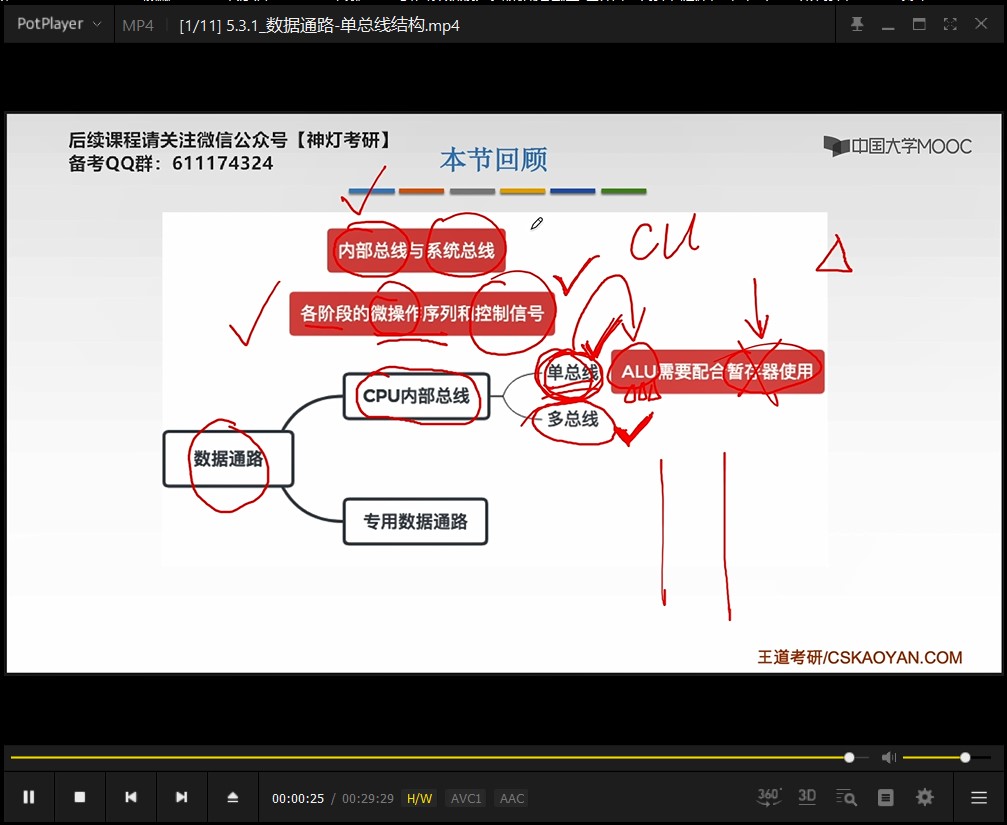 PotPlayer MP4 [1/11] 5.3.1_数据通路-单总线结构.mp4
后续课程请关注微信公众号【神灯考研】
备考QQ群：611174324
本节回顾
中国大学MOOC
内部总线与系统总线
CU
各阶段的微操作序列和控制信号
单总线
ALU需要配合暂存器使用
CPU内部总线
多总线
数据通路
专用数据通路
王道考研/CSKAOYAN.COM
00:00:25 / 00:29:29 H/W AVC1 AAC
360° 3D